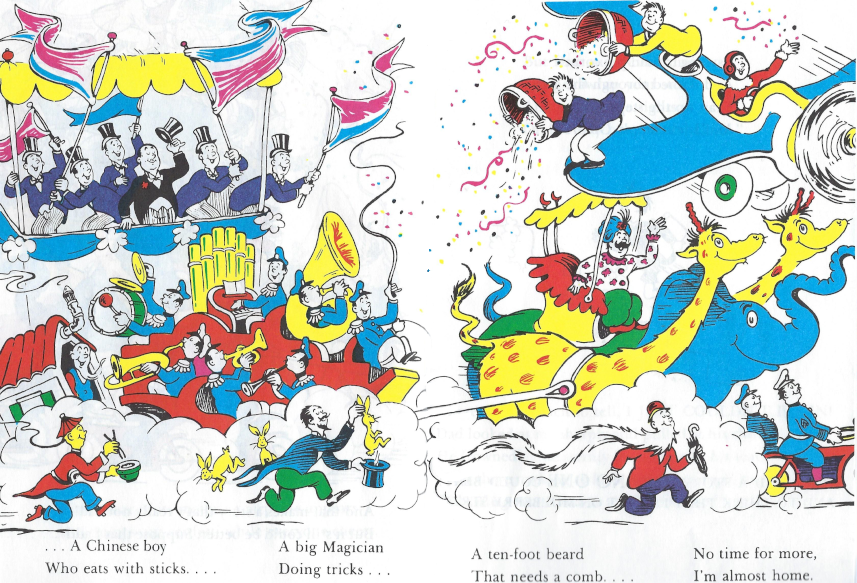 . . . A Chinese boy
Who eats with sticks. . . .
A big Magician
Doing tricks . . .
A ten-foot beard
That needs a comb. . . .
No time for more,
I'm almost home.